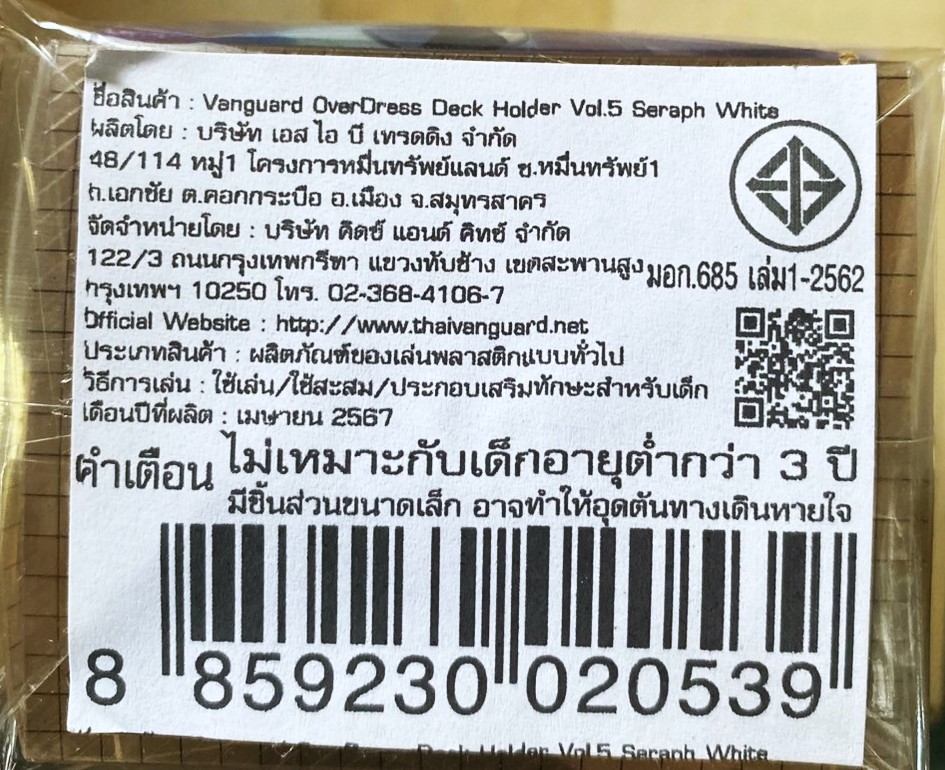 ชื่อสินค้า : Vanguard OverDress Deck Holder Vol.5 Seraph White
ผลิตโดย : บริษัท เอส ไอ บี เทรดดิง จำกัด
48/114 หมู่1 โครงการหมื่นทรัพย์แลนด์ ซ.หมื่นทรัพย์1
ถ.เอกชัย ต.คอกกระบือ อ.เมือง จ.สมุทรสาคร
จัดจำหน่ายโดย : บริษัท คิดซ์ แอนด์ คิทซ์ จำกัด
122/3 ถนนกรุงเทพกรีฑา แขวงทับช้าง เขตสะพานสูง
มอก.685 เล่ม1-2562
กรุงเทพฯ 10250 โทร. 02-368-4106-7
Official Website : http://www.thaivanguard.net
ประเภทสินค้า : ผลิตภัณฑ์ของเล่นพลาสติกแบบทั่วไป
วิธีการเล่น : ใช้เล่น/ใช้สะสม/ประกอบเสริมทักษะสำหรับเด็ก
เดือนปีที่ผลิต : เมษายน 2567
คำเตือน ไม่เหมาะกับเด็กอายุต่ำกว่า 3 ปี
มีชิ้นส่วนขนาดเล็ก อาจทำให้อุดตันทางเดินหายใจ
8 859230 020539
Deck Holder Vol.5 Seraph White